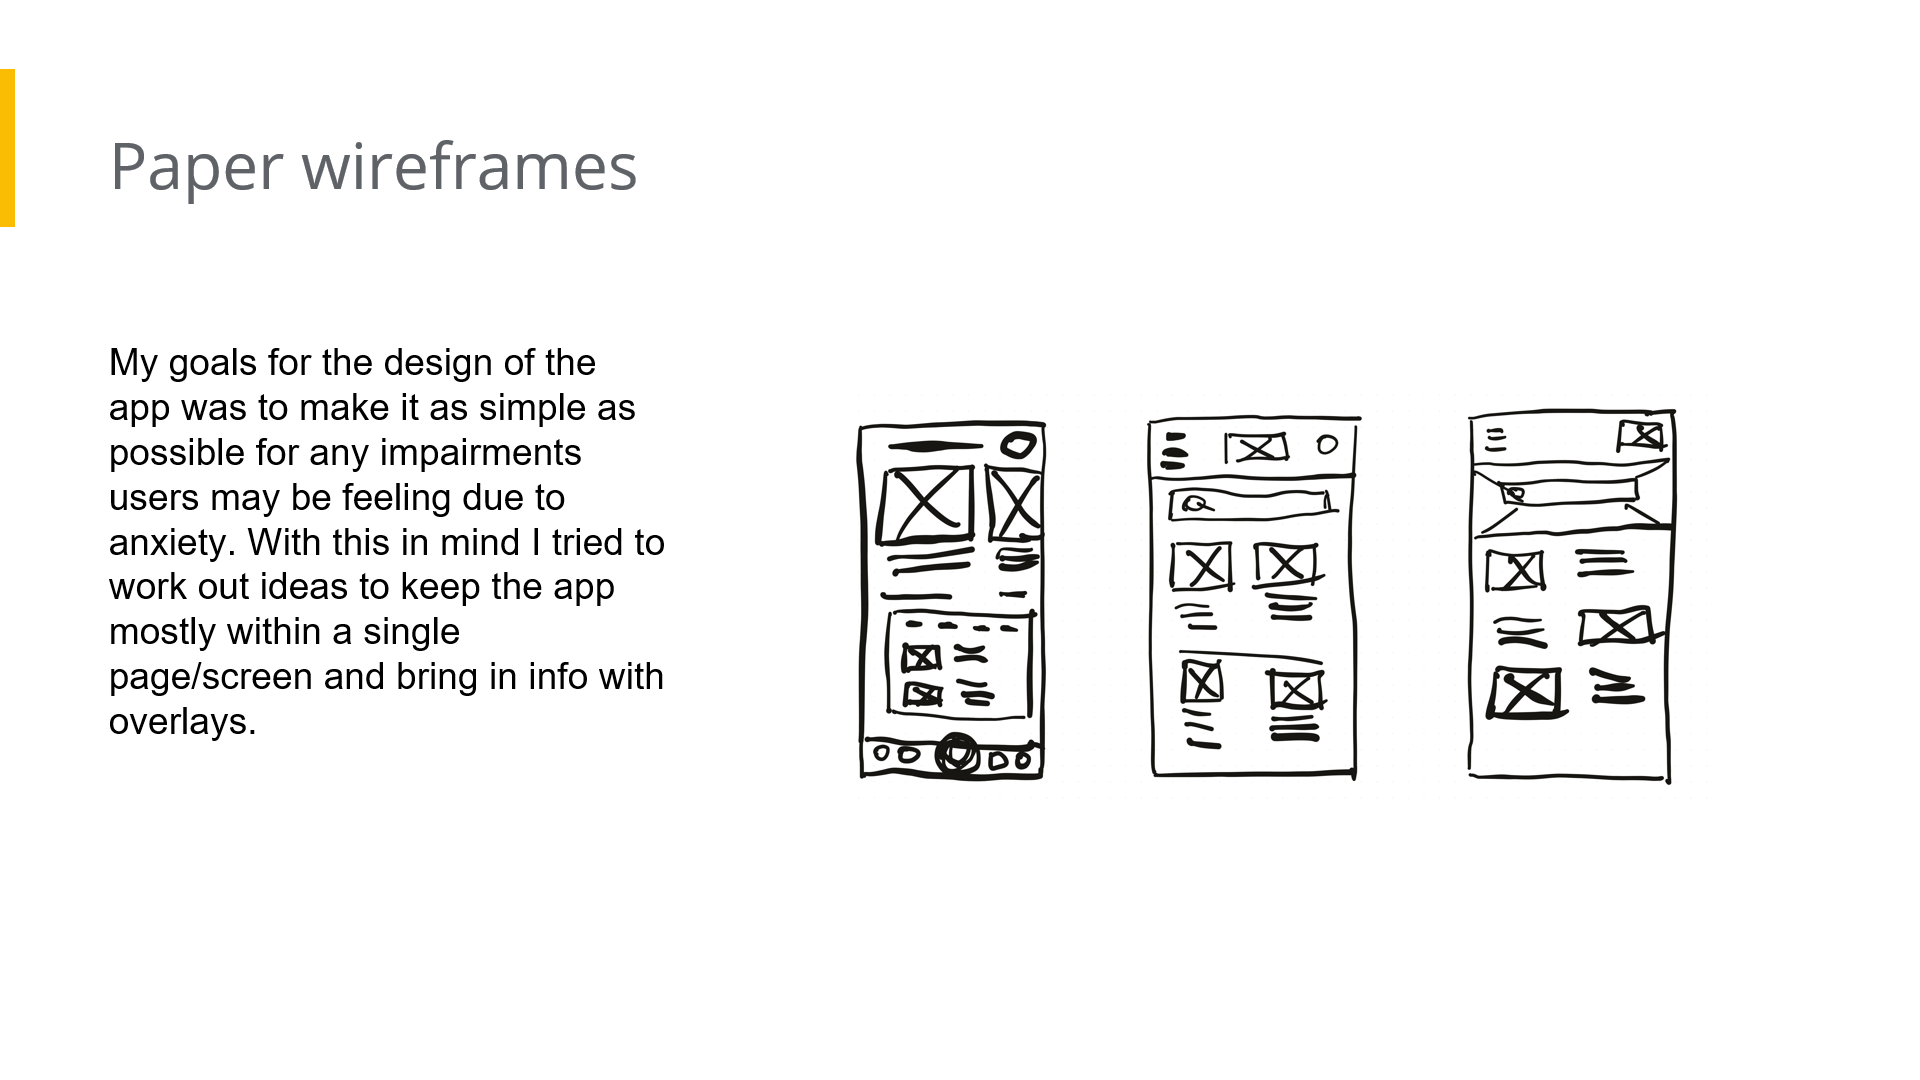 Paper wireframes
My goals for the design of the
app was to make it as simple as
possible for any impairments
users may be feeling due to
anxiety. With this in mind I tried to
work out ideas to keep the app
mostly within a single
page/screen and bring in info with
overlays.